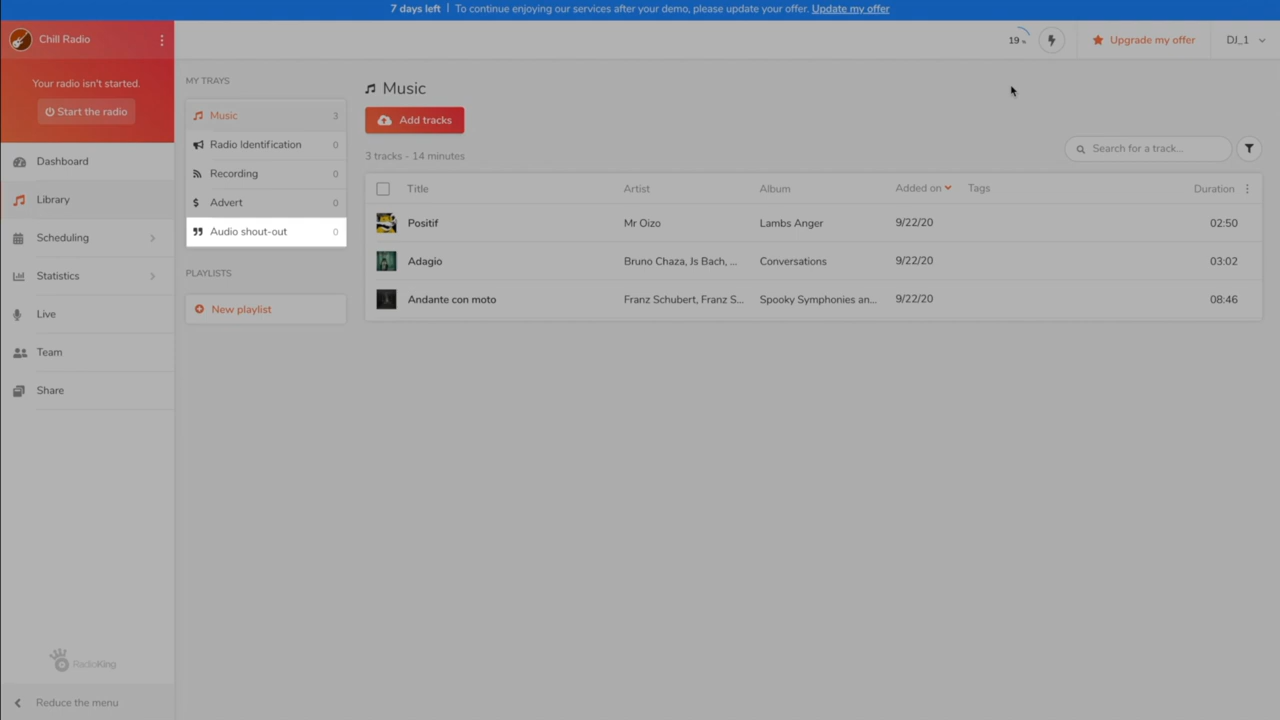 7 days left | To continue enjoying our services after your demo, please update your offer. Update my offer
Chill Radio
19 %
Upgrade my offer
DJ_1
Your radio isn't started.
Start the radio
Dashboard
Library
Scheduling
Statistics
Live
Team
Share
RadioKing
Reduce the menu
MY TRAYS
Music 3
Radio Identification 0
Recording 0
Advert 0
Audio shout-out 0
PLAYLISTS
New playlist
Music
Add tracks
3 tracks - 14 minutes
Search for a track...
Title Artist Album Added on Tags Duration
Positif Mr Oizo Lambs Anger 9/22/20 02:50
Adagio Bruno Chaza, Js Bach, ... Conversations 9/22/20 03:02
Andante con moto Franz Schubert, Franz S... Spooky Symphonies an... 9/22/20 08:46